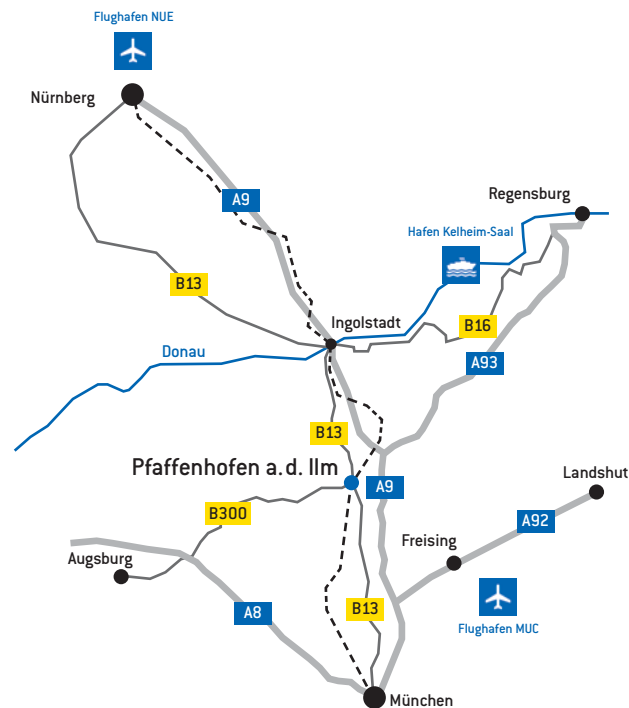 Flughafen NUE
Nürnberg
A9
Regensburg
Hafen Kelheim-Saal
B13
Ingolstadt
B16
Donau
A93
B13
Pfaffenhofen a. d. Ilm
A9
Landshut
B300
A92
Freising
Augsburg
A8
B13
Flughafen MUC
München